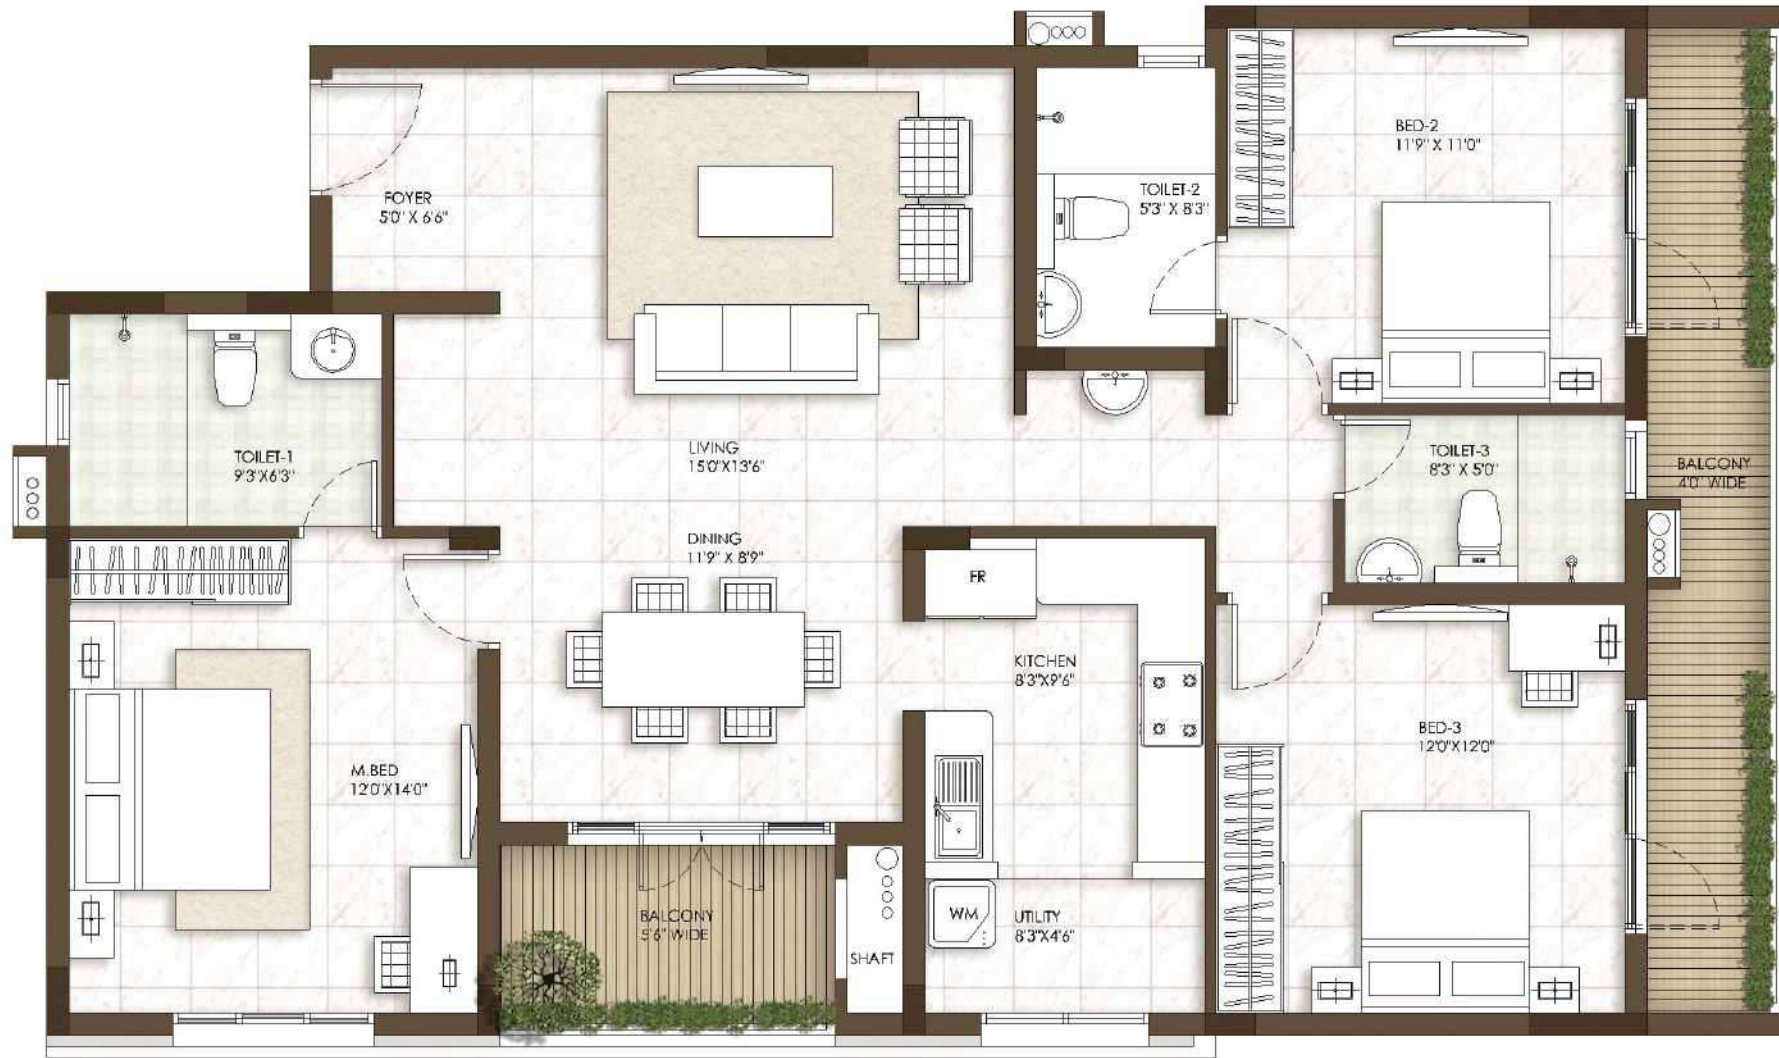 BED-2
11'9" X 11'0"
FOYER
5'0" X 6'6"
TOILET-2
5'3" X 8'3"
TOILET-1
9'3"X6'3"
LIVING
15'0"X13'6"
TOILET-3
8'3" X 5'0"
BALCONY
4'0" WIDE
DINING
11'9" X 8'9"
FR
KITCHEN
8'3"X9'6"
BED-3
12'0"X12'0"
M.BED
12'0"X14'0"
BALCONY
5'6" WIDE
WM
UTILITY
8'3"X4'6"
SHAFT